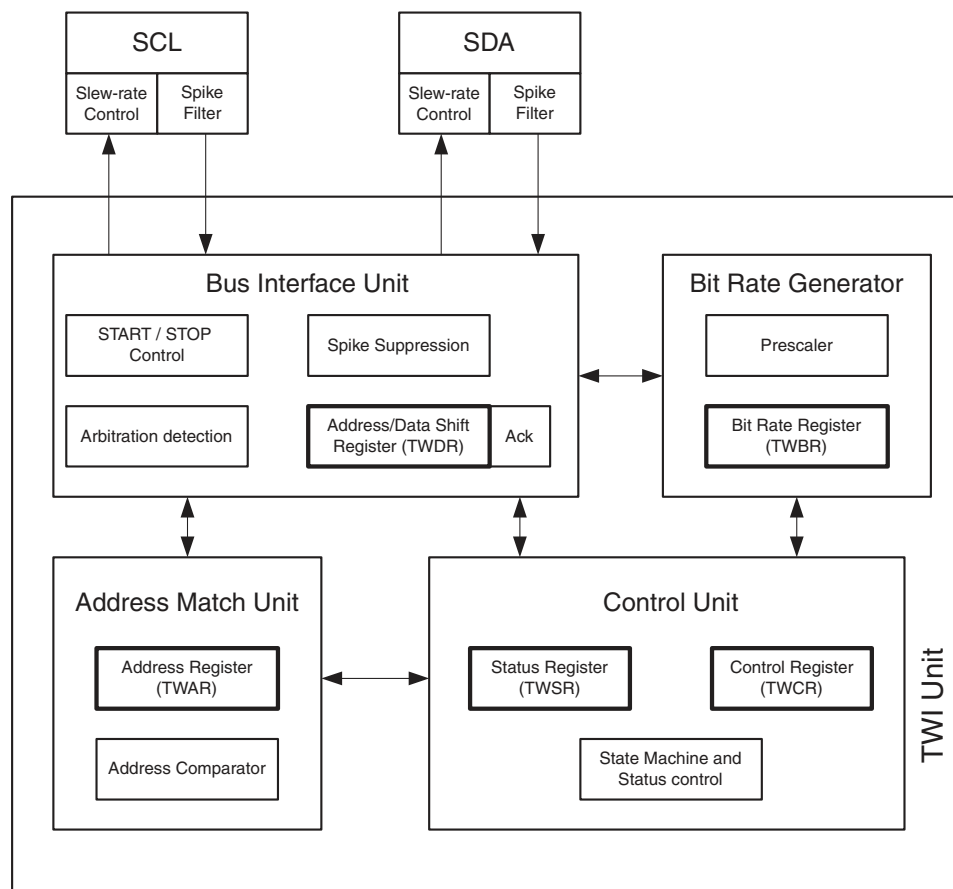 SCL
Slew-rate
Control
Spike
Filter
SDA
Slew-rate
Control
Spike
Filter
Bus Interface Unit
START / STOP
Control
Spike Suppression
Arbitration detection
Address/Data Shift
Register (TWDR)
Ack
Bit Rate Generator
Prescaler
Bit Rate Register
(TWBR)
Address Match Unit
Address Register
(TWAR)
Address Comparator
Control Unit
Status Register
(TWSR)
Control Register
(TWCR)
State Machine and
Status control
TWI Unit